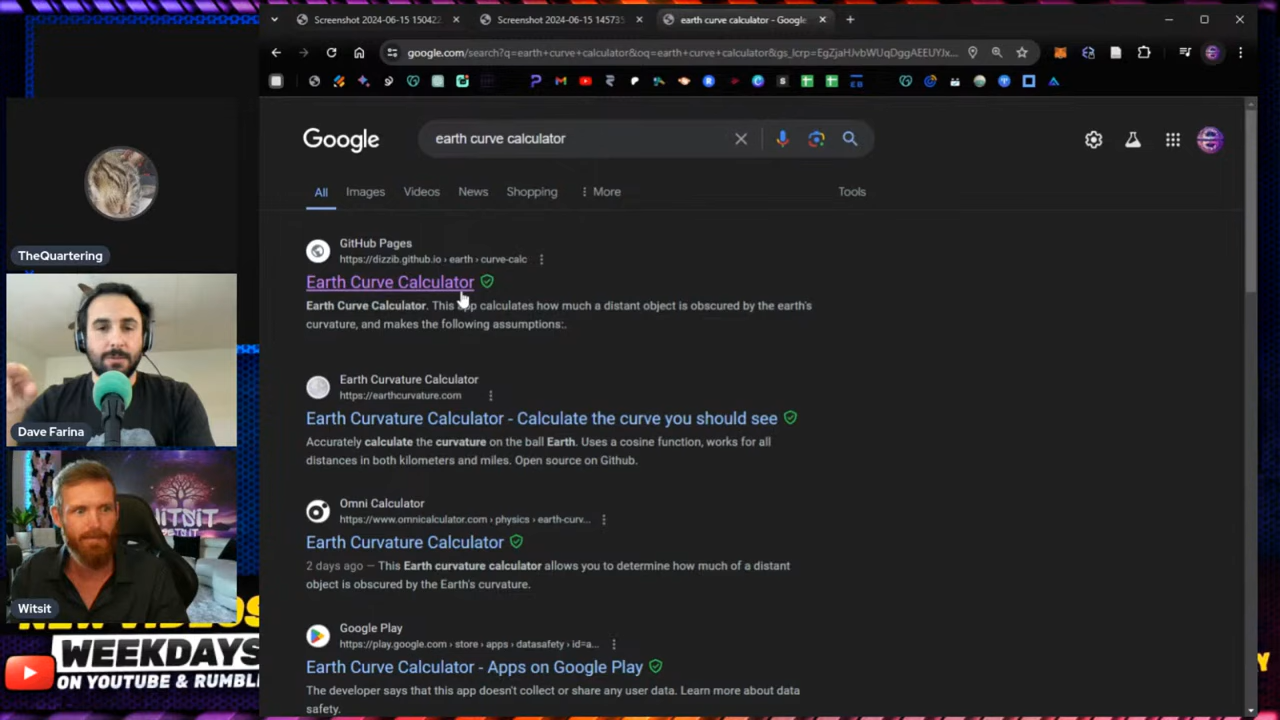 Screenshot 2024-06-15 15042
Screenshot 2024-06-15 14573
earth curve calculator - Google
google.com/search?q=earth+curve+calculator&oq=earth+curve+calculator&gs_lcrp=EgZjaHJvbWUqDggAEEUYJx...
Google
earth curve calculator
All
Images
Videos
News
Shopping
More
Tools
GitHub Pages
https://dizzib.github.io › earth › curve-calc
Earth Curve Calculator
Earth Curve Calculator. This app calculates how much a distant object is obscured by the earth's
curvature, and makes the following assumptions:.
Earth Curvature Calculator
https://earthcurvature.com
Earth Curvature Calculator - Calculate the curve you should see
Accurately calculate the curvature on the ball Earth. Uses a cosine function, works for all
distances in both kilometers and miles. Open source on Github.
Omni Calculator
https://www.omnicalculator.com › physics › earth-curv...
Earth Curvature Calculator
2 days ago — This Earth curvature calculator allows you to determine how much of a distant
object is obscured by the Earth's curvature.
Google Play
https://play.google.com › store › apps › datasafety › id=a...
Earth Curve Calculator - Apps on Google Play
The developer says that this app doesn't collect or share any user data. Learn more about data
safety.
TheQuartering
Dave Farina
Witsit
NEW VIDEOS
WEEKDAYS
ON YOUTUBE & RUMBL